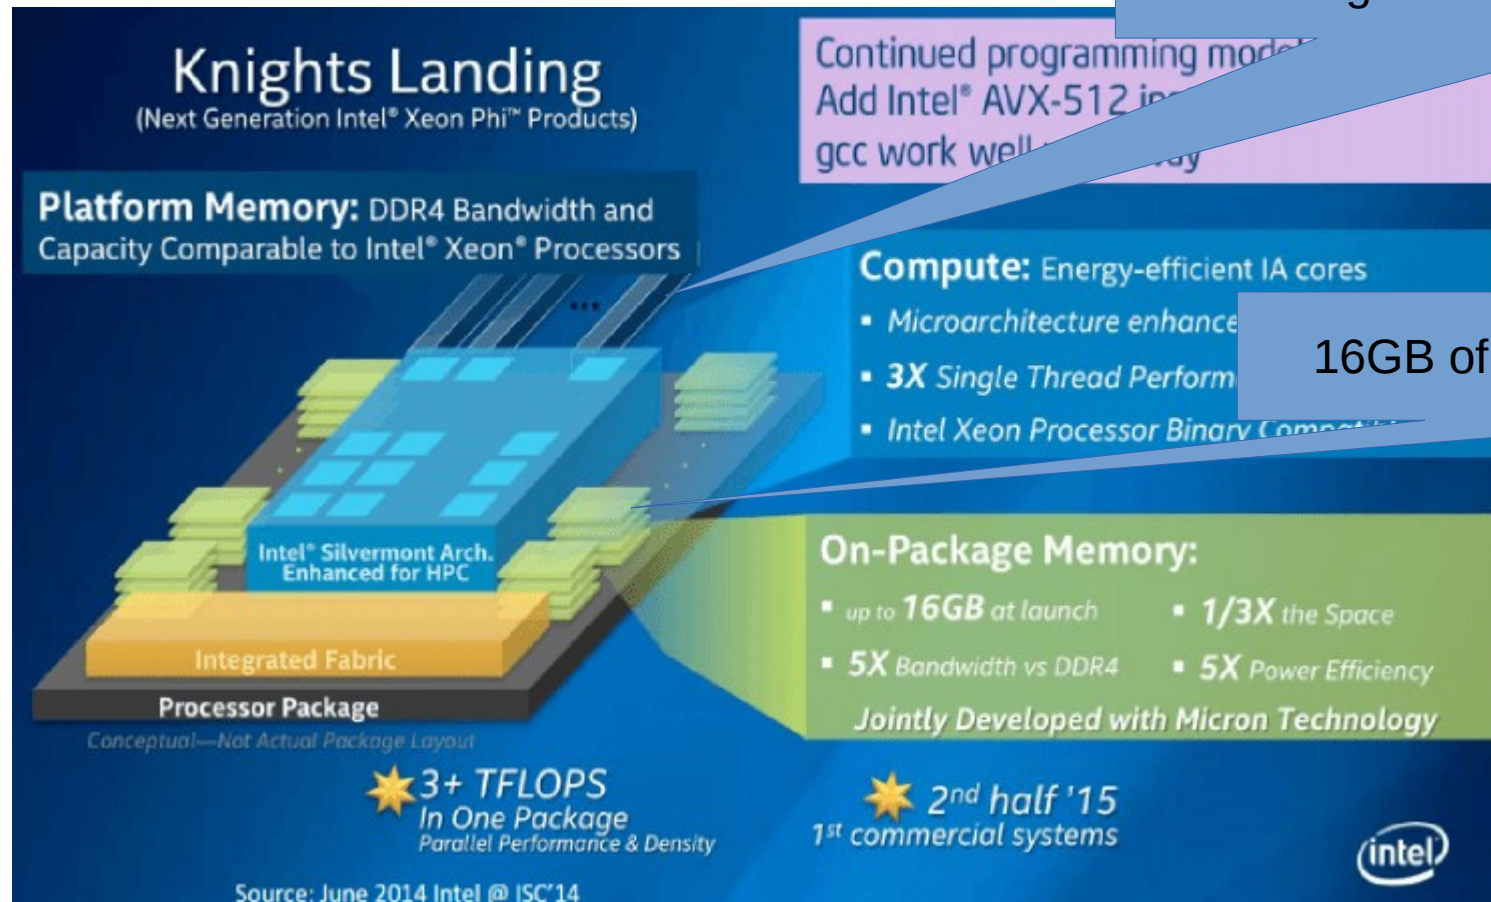 Knights Landing
(Next Generation Intel® Xeon Phi™ Products)
Continued programming
Add Intel® AVX-512
gcc work well
Platform Memory: DDR4 Bandwidth and
Capacity Comparable to Intel® Xeon® Processors
...
Compute: Energy-efficient IA cores
▪ Microarchitecture
▪ 3X Single Thread
▪ Intel Xeon Processor Binary
16GB of
Intel® Silvermont Arch.
Enhanced for HPC
Integrated Fabric
Processor Package
Conceptual—Not Actual Package Layout
On-Package Memory:
▪ up to 16GB at launch
▪ 1/3X the Space
▪ 5X Bandwidth vs DDR4
▪ 5X Power Efficiency
Jointly Developed with Micron Technology
3+ TFLOPS
In One Package
Parallel Performance & Density
2nd half '15
1st commercial systems
intel
Source: June 2014 Intel @ ISC'14